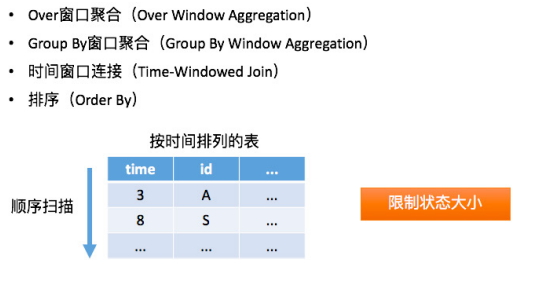 • Over窗口聚合（Over Window Aggregation）
• Group By窗口聚合（Group By Window Aggregation）
• 时间窗口连接（Time-Windowed Join）
• 排序（Order By）
按时间排列的表
time id ...
3 A ...
8 S ...
... ... ...
顺序扫描
限制状态大小